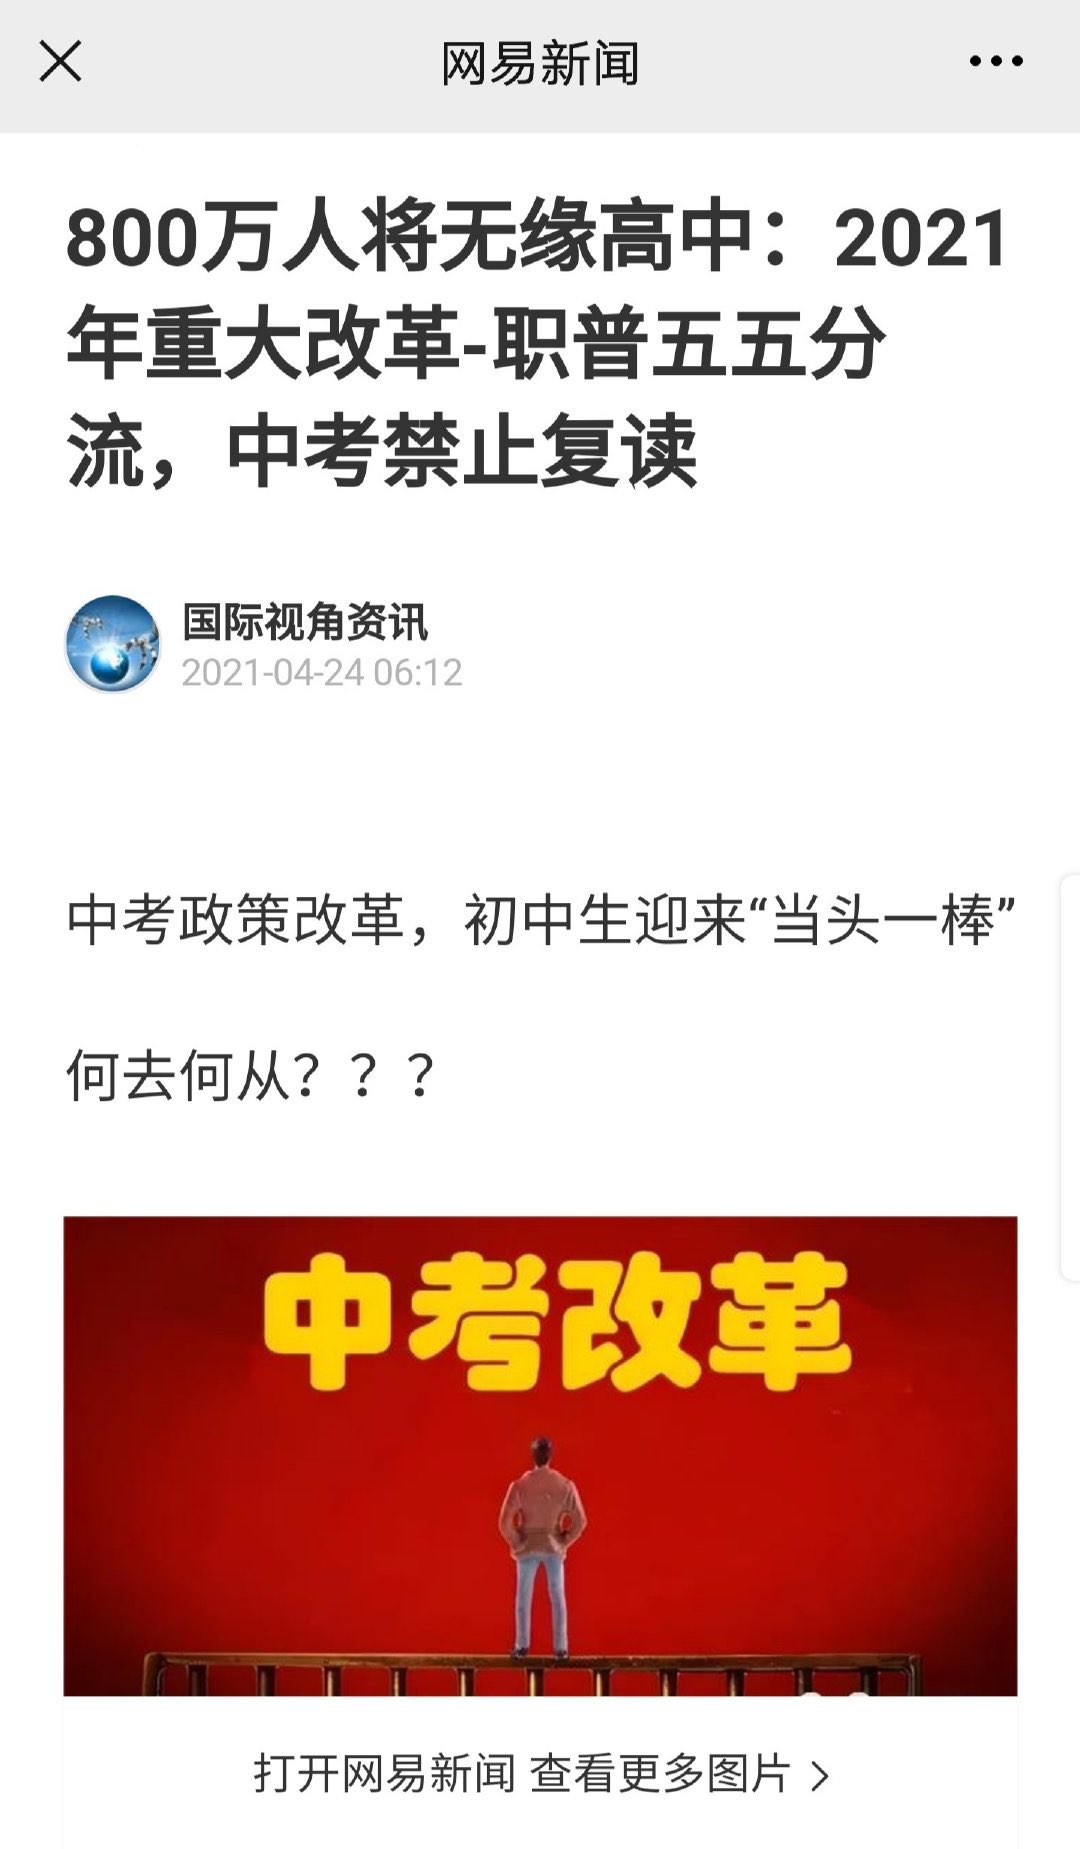 网易新闻
800万人将无缘高中：2021
年重大改革-职普五五分
流，中考禁止复读
国际视角资讯
2021-04-24 06:12
中考政策改革，初中生迎来“当头一棒”
何去何从？？？
中考改革
打开网易新闻 查看更多图片 >